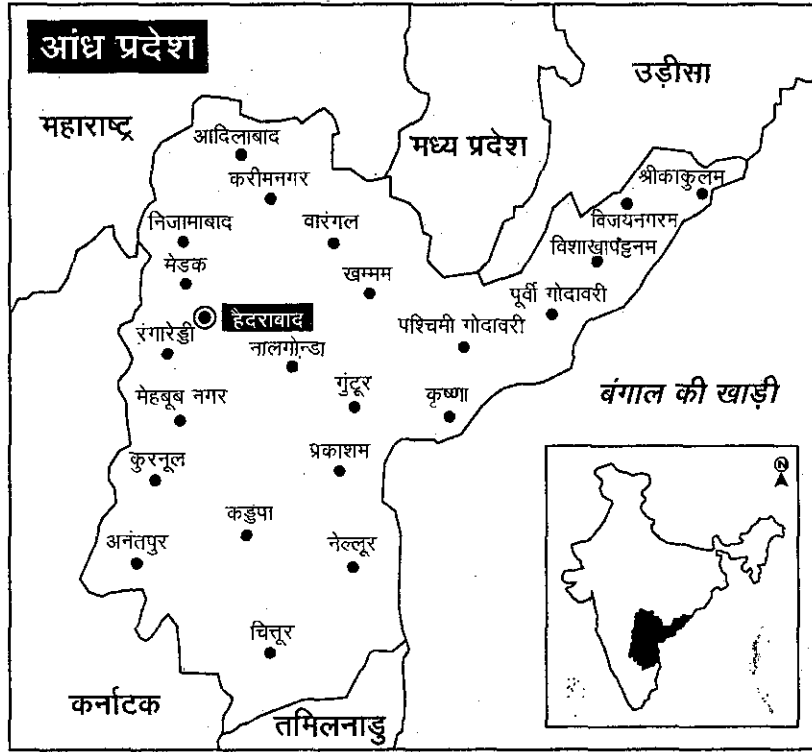 आंध्र प्रदेश
उड़ीसा
महाराष्ट्र
मध्य प्रदेश
आदिलाबाद
श्रीकाकुलम
करीमनगर
विजयनगरम
निजामाबाद
वारंगल
विशाखापट्टनम
मेडक
खम्मम
पूर्वी गोदावरी
हैदराबाद
पश्चिमी गोदावरी
रंगारेड्डी
नालगोन्डा
मेहबूब नगर
गुंटूर
कृष्णा
बंगाल की खाड़ी
कुरनूल
प्रकाशम
N
कड्डपा
अनंतपुर
नेल्लूर
चित्तूर
कर्नाटक
तमिलनाडु